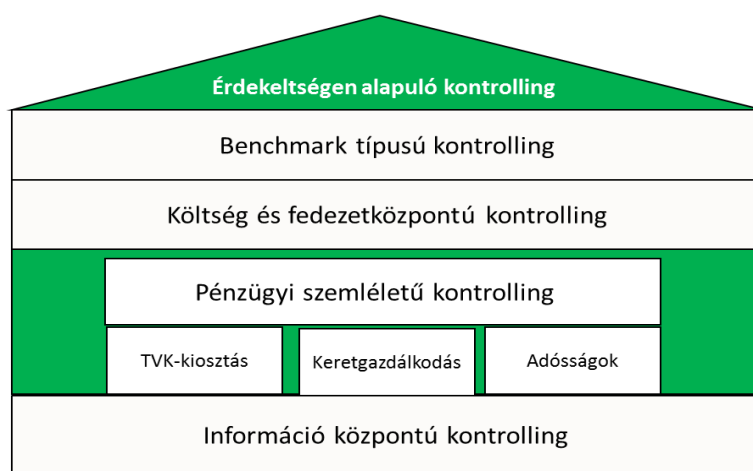 Érdekeltségen alapuló kontrolling
Benchmark típusú kontrolling
Költség és fedezetközpontú kontrolling
Pénzügyi szemléletű kontrolling
TVK-kiosztás
Keretgazdálkodás
Adósságok
Információ központú kontrolling